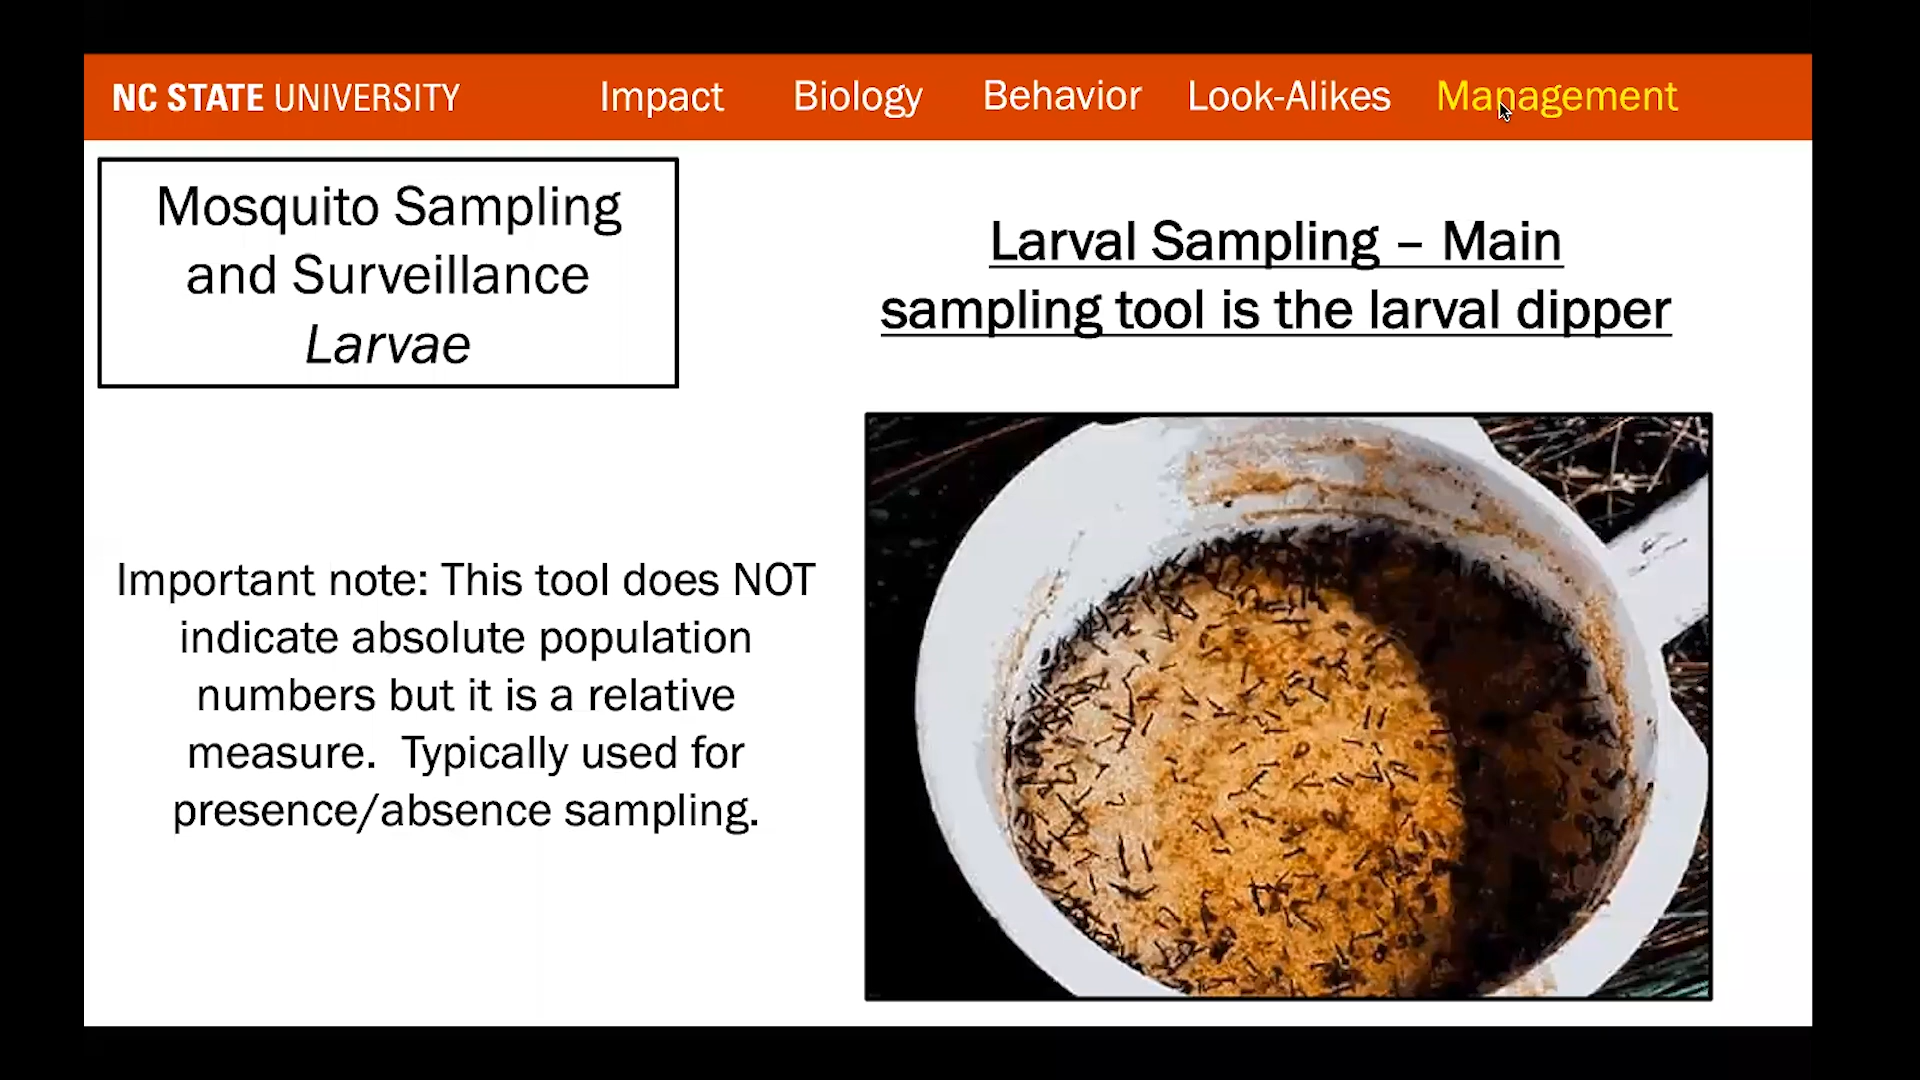 NC STATE UNIVERSITY
Impact
Biology
Behavior
Look-Alikes
Management
Mosquito Sampling
and Surveillance
Larvae
Larval Sampling – Main
sampling tool is the larval dipper
Important note: This tool does NOT
indicate absolute population
numbers but it is a relative
measure.  Typically used for
presence/absence sampling.